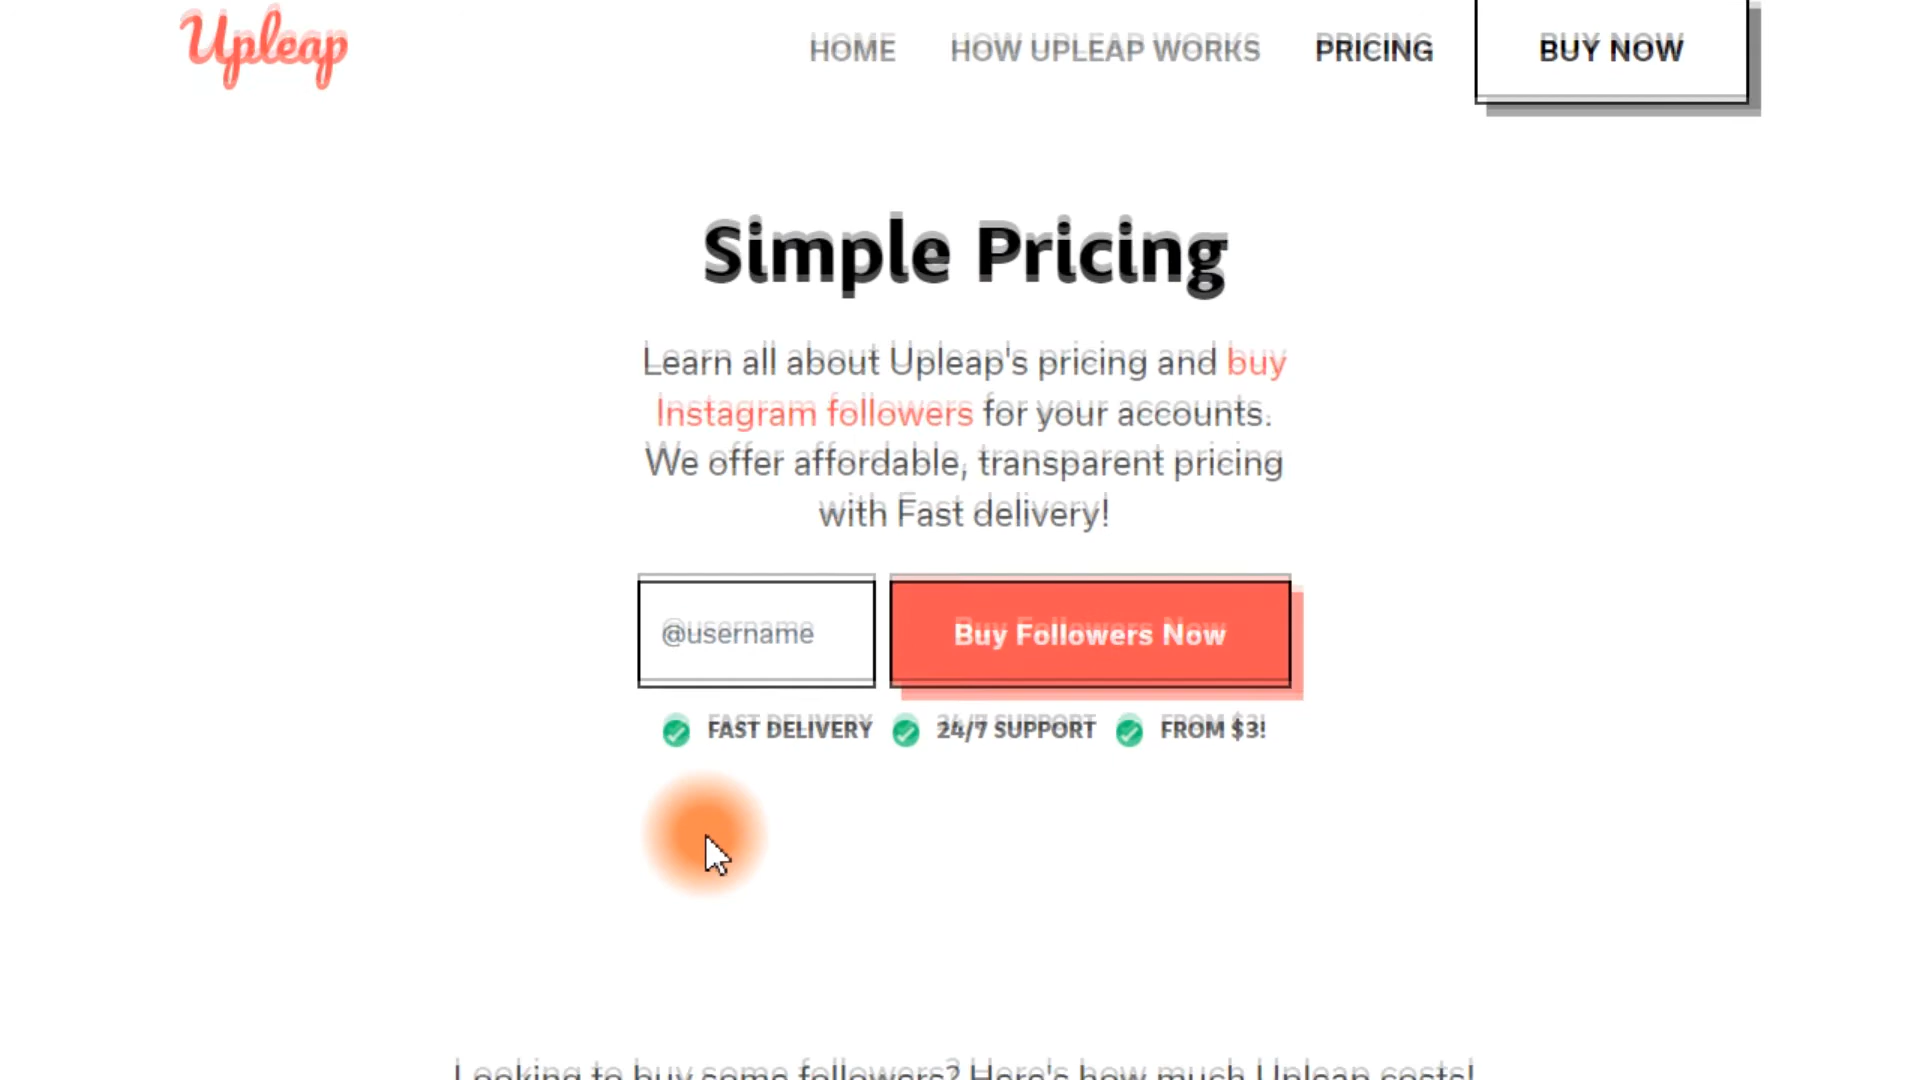 Upleap
HOME HOW UPLEAP WORKS PRICING BUY NOW
Simple Pricing
Learn all about Upleap's pricing and buy
Instagram followers for your accounts.
We offer affordable, transparent pricing
with Fast delivery!
@username Buy Followers Now
FAST DELIVERY 24/7 SUPPORT FROM $3!
Looking to buy some followers? Here's how much Upleap costs!